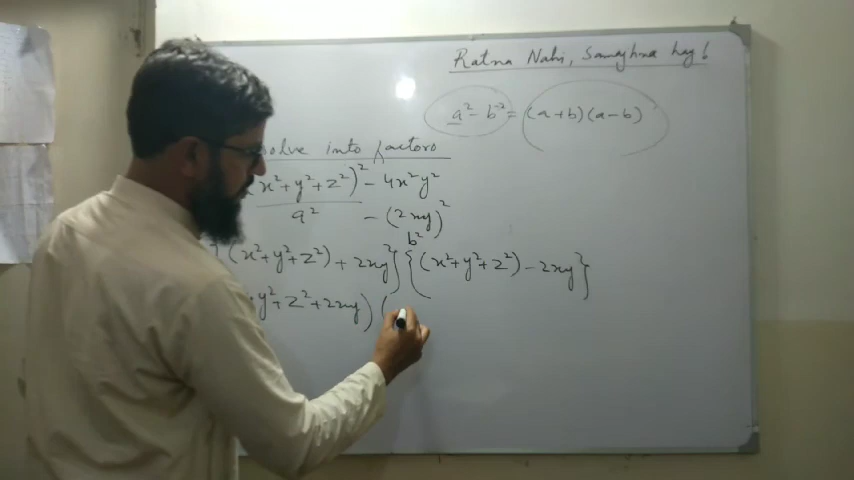 Ratna Nahi, Samajhna hay!
a² - b² = (a+b)(a-b)
solve into factors
x²+y²+z²)² - 4x²y²
a² - (2xy)²
b²
(x²+y²+z²) + 2xy} {(x²+y²+z²) - 2xy}
y²+z²+2xy) (